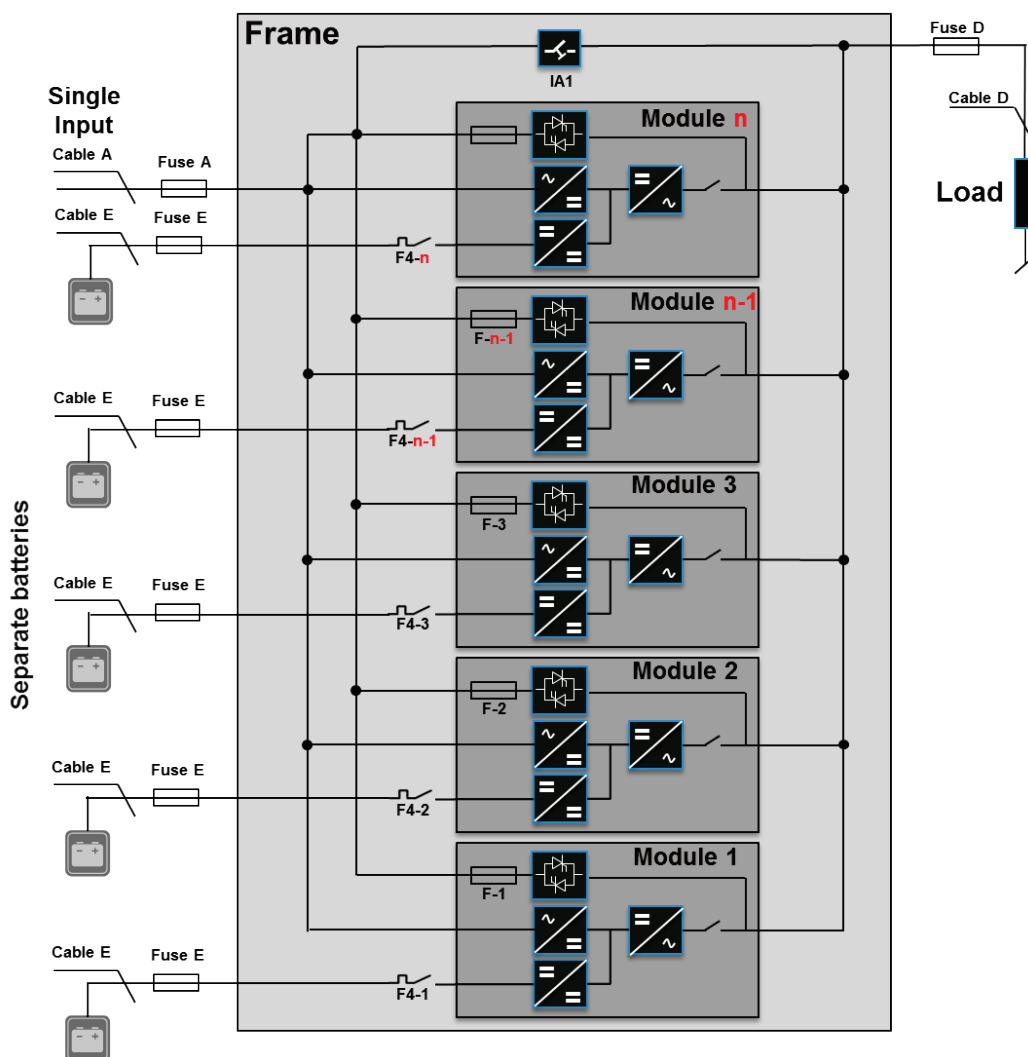 Frame
Fuse D
IA1
Cable D
Single
Input
Cable A
Fuse A
Module n
Load
Cable E
Fuse E
F4-n
Module n-1
F-n-1
Cable E
Fuse E
F4-n-1
Module 3
F-3
Cable E
Fuse E
F4-3
Separate batteries
Module 2
F-2
Cable E
Fuse E
F4-2
Module 1
F-1
Cable E
Fuse E
F4-1